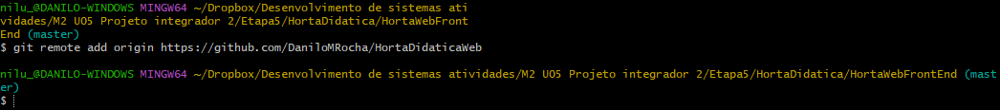 nilu_@DANILO-WINDOWS MINGW64 ~/Dropbox/Desenvolvimento de sistemas ati
vidades/M2 UO5 Projeto integrador 2/Etapa5/HortaDidatica/HortaWebFront
End (master)
$ git remote add origin https://github.com/DaniloMRocha/HortaDidaticaWeb
nilu_@DANILO-WINDOWS MINGW64 ~/Dropbox/Desenvolvimento de sistemas atividades/M2 UO5 Projeto integrador 2/Etapa5/HortaDidatica/HortaWebFrontEnd (mast
er)
$